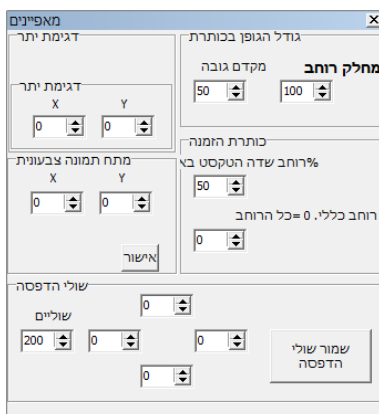 מאפיינים
גודל הגופן בכותרת
מחלק רוחב
מקדם גובה
100
50
דגימת יתר
דגימת יתר
X Y
0 0
כותרת הזמנה
%רוחב שדה הטקסט בא
50
רוחב כללי. 0 =כל הרוחב
0
מתח תמונה צבעונית
X Y
0 0
אישור
שולי הדפסה
שוליים
200
0
0
0
0
שמור שולי
הדפסה